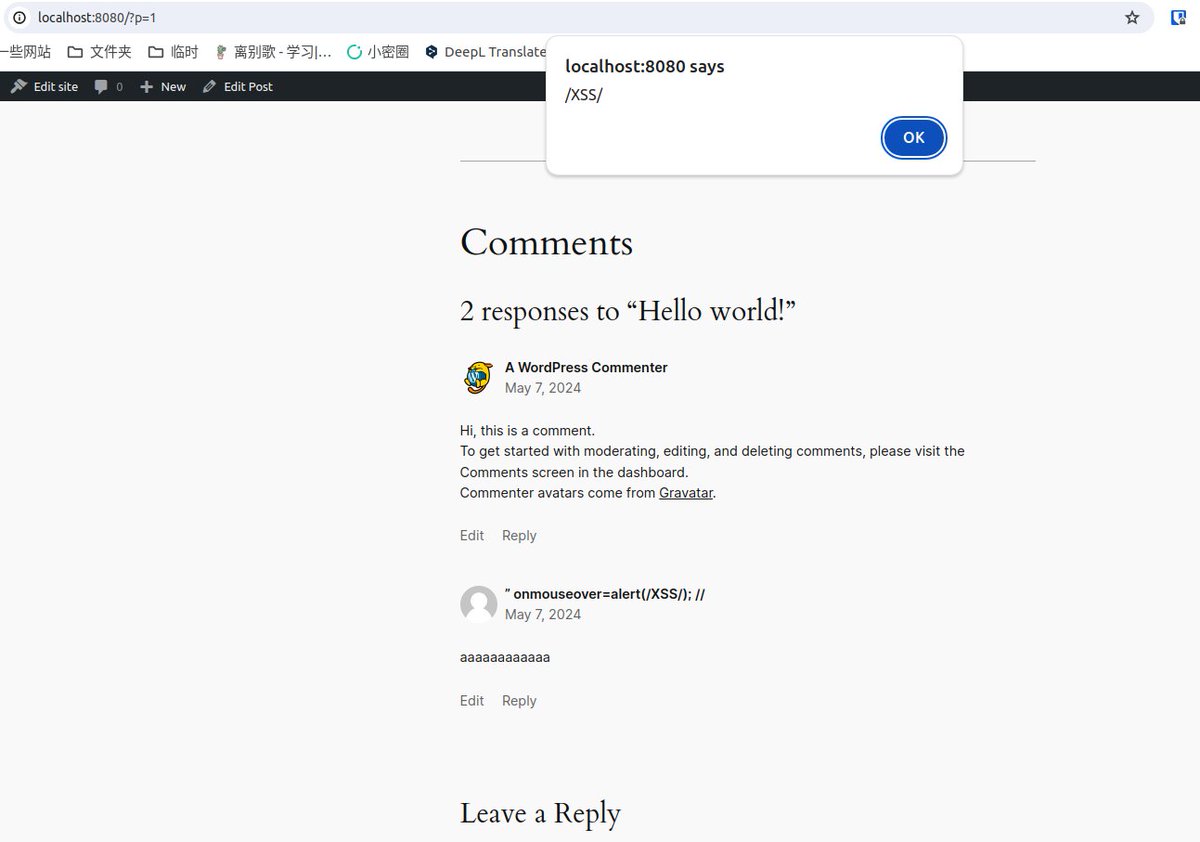 localhost:8080/?p=1
一些网站 文件夹 临时 离别歌 - 学习|... 小密圈 DeepL Translate
localhost:8080 says
/XSS/
OK
Edit site 0 New Edit Post
Comments
2 responses to “Hello world!”
A WordPress Commenter
May 7, 2024
Hi, this is a comment.
To get started with moderating, editing, and deleting comments, please visit the
Comments screen in the dashboard.
Commenter avatars come from Gravatar.
Edit Reply
” onmouseover=alert(/XSS/); //
May 7, 2024
aaaaaaaaaaaa
Edit Reply
Leave a Reply